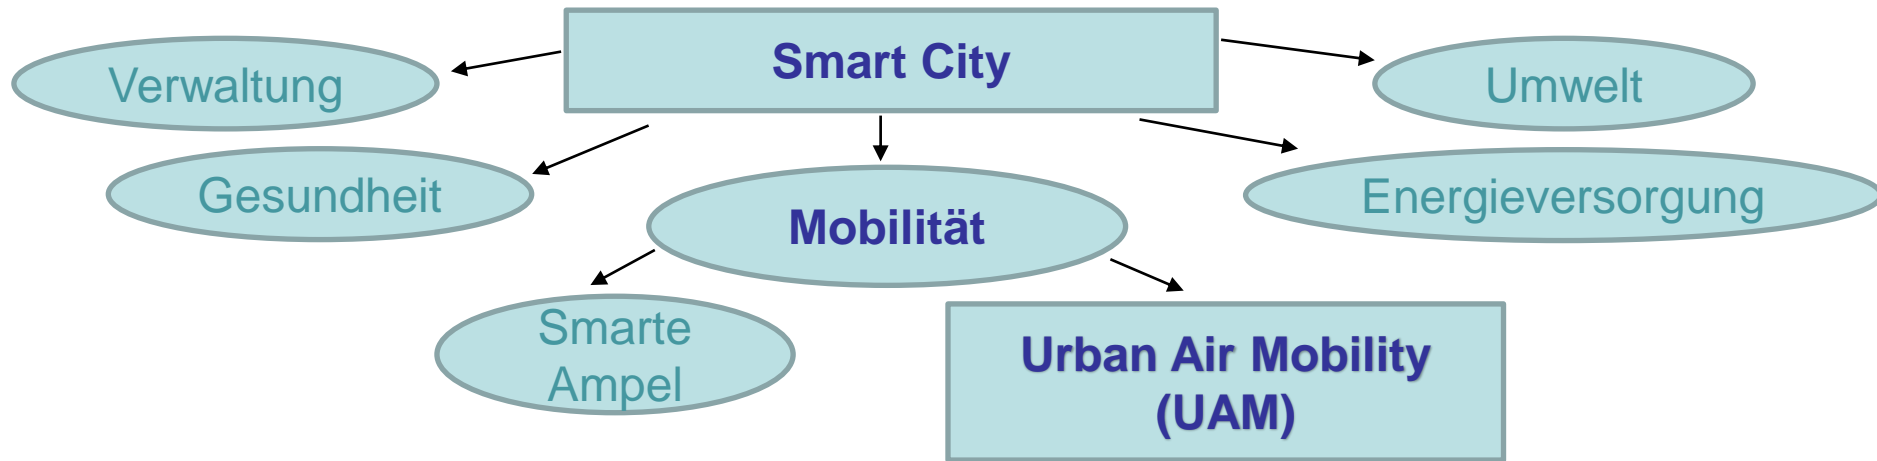 Smart City
Verwaltung
Umwelt
Gesundheit
Energieversorgung
Mobilität
Smarte
Ampel
Urban Air Mobility
(UAM)